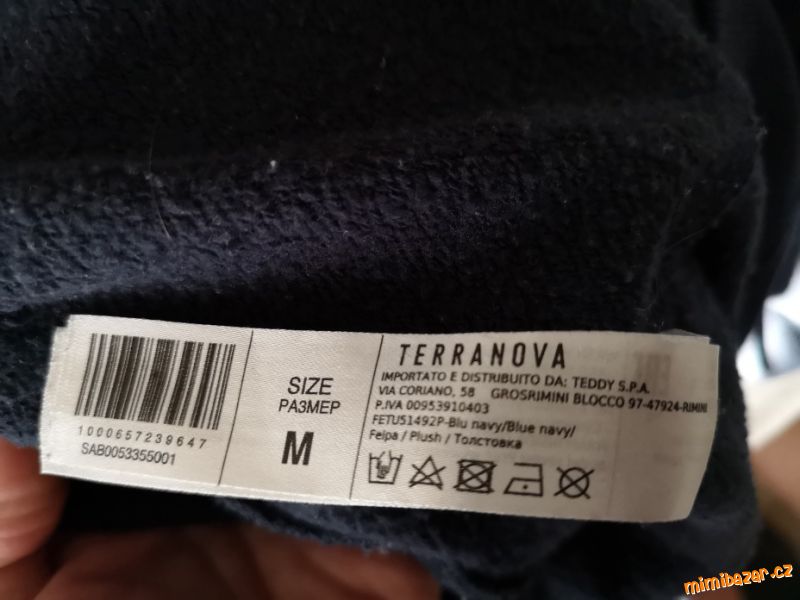 1000657239647
SAB0053355001
SIZE
РАЗМЕР
M
TERRANOVA
IMPORTATO E DISTRIBUITO DA: TEDDY S.P.A.
VIA CORIANO, 58 GROSRIMINI BLOCCO 97-47924-RIMINI
P.IVA 00953910403
FETU51492P-Blu navy/Blue navy/
Felpa / Plush / Толстовка
mimibazar.cz